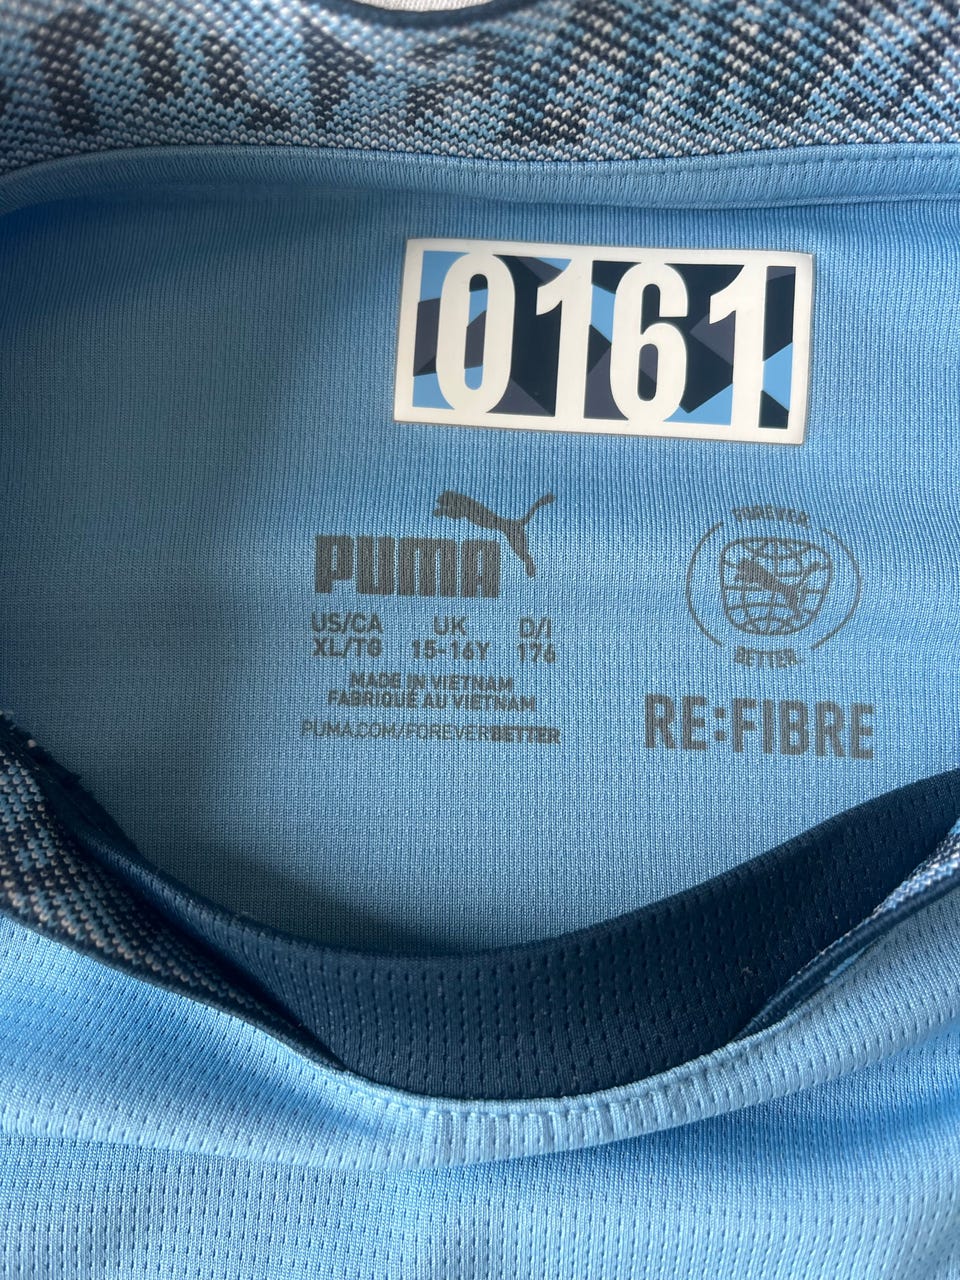 0161
PUMA
US/CA UK D/I
XL/TG 15-16Y 176
MADE IN VIETNAM
FABRIQUÉ AU VIETNAM
PUMA.COM/FOREVERBETTER
FOREVER
BETTER.
RE:FIBRE